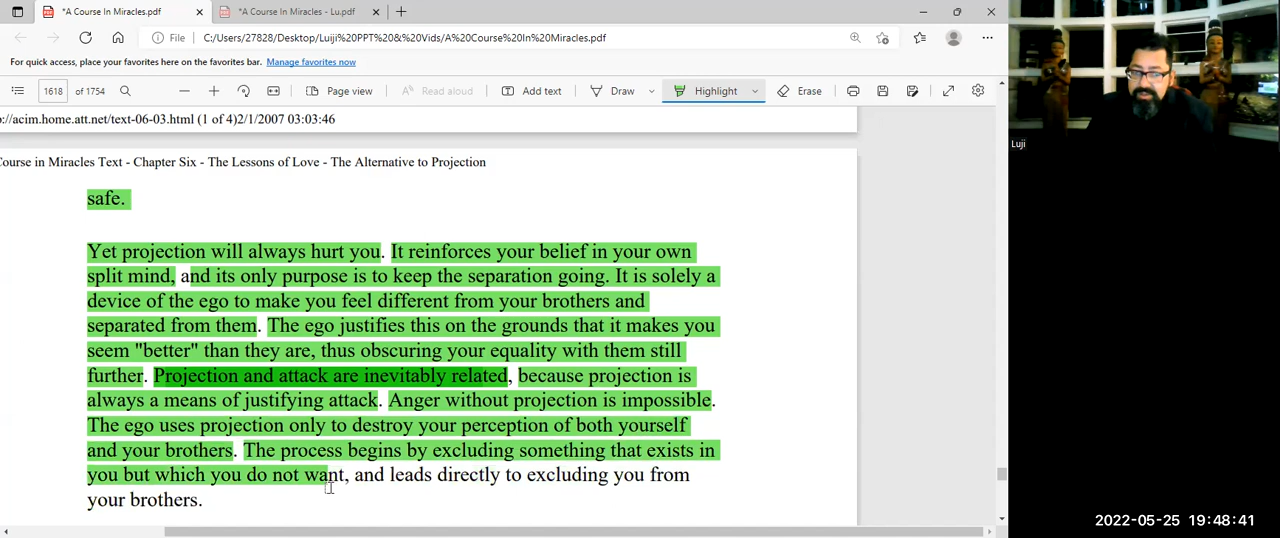 *A Course In Miracles.pdf
*A Course In Miracles - Lu.pdf
File
C:/Users/27828/Desktop/Luiji%20PPT%20&%20Vids/A%20Course%20In%20Miracles.pdf
For quick access, place your favorites here on the favorites bar. Manage favorites now
1618 of 1754
Page view
Read aloud
Add text
Draw
Highlight
Erase
Luji
://acim.home.att.net/text-06-03.html (1 of 4)2/1/2007 03:03:46
Course in Miracles Text - Chapter Six - The Lessons of Love - The Alternative to Projection
safe.
Yet projection will always hurt you. It reinforces your belief in your own
split mind, and its only purpose is to keep the separation going. It is solely a
device of the ego to make you feel different from your brothers and
separated from them. The ego justifies this on the grounds that it makes you
seem "better" than they are, thus obscuring your equality with them still
further. Projection and attack are inevitably related, because projection is
always a means of justifying attack. Anger without projection is impossible.
The ego uses projection only to destroy your perception of both yourself
and your brothers. The process begins by excluding something that exists in
you but which you do not want, and leads directly to excluding you from
your brothers.
2022-05-25 19:48:41